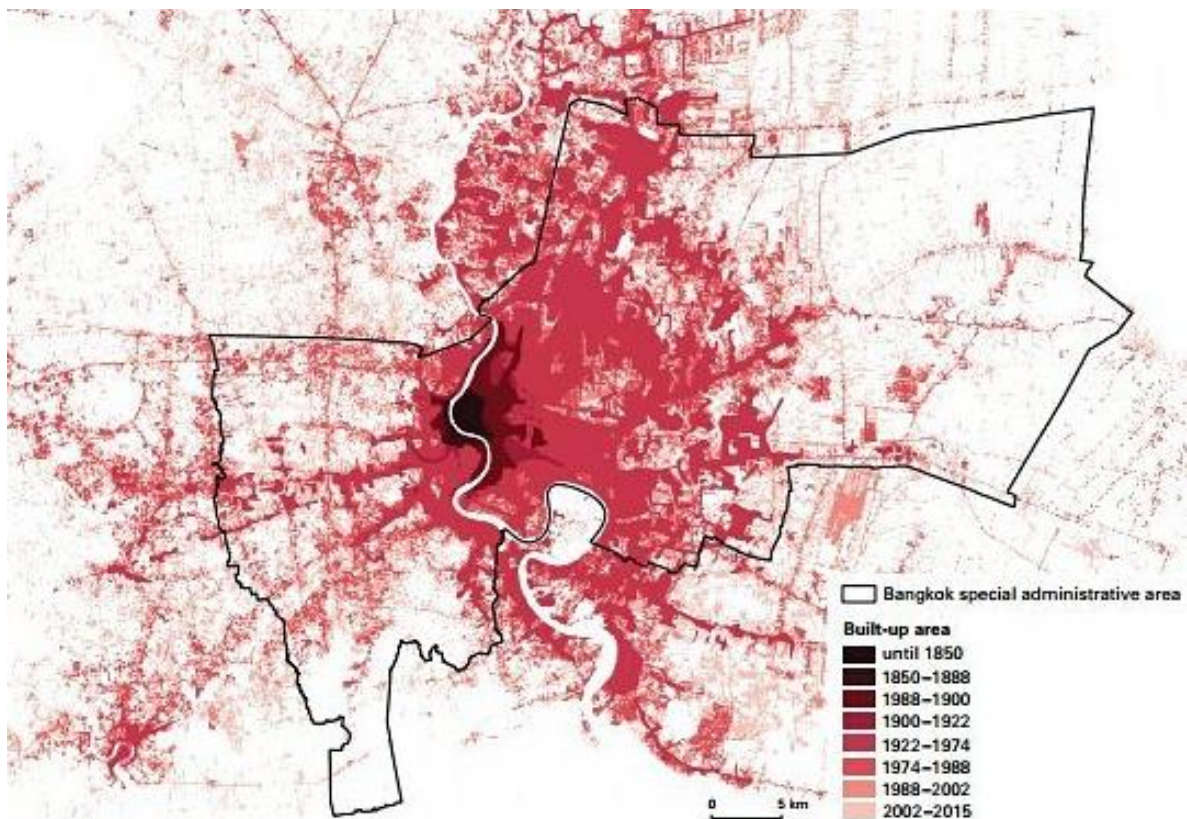 Bangkok special administrative area
Built-up area
until 1850
1850–1888
1988–1900
1900–1922
1922–1974
1974–1988
1988–2002
2002–2015
0 5 km